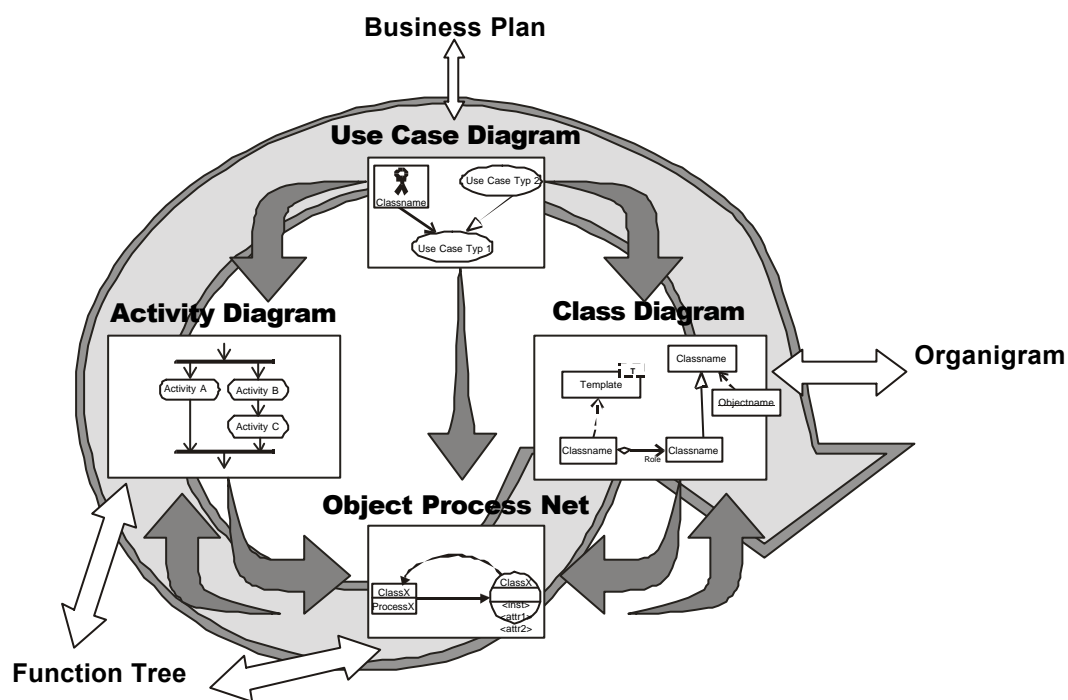 Business Plan
Use Case Diagram
Classname
Use Case Typ 2
Use Case Typ 1
Activity Diagram
Activity A
Activity B
Activity C
Class Diagram
T
Template
Classname
Objectname
Classname
Role
Classname
Organigram
Object Process Net
ClassX
ProcessX
ClassX
<inst>
<attr1>
<attr2>
Function Tree